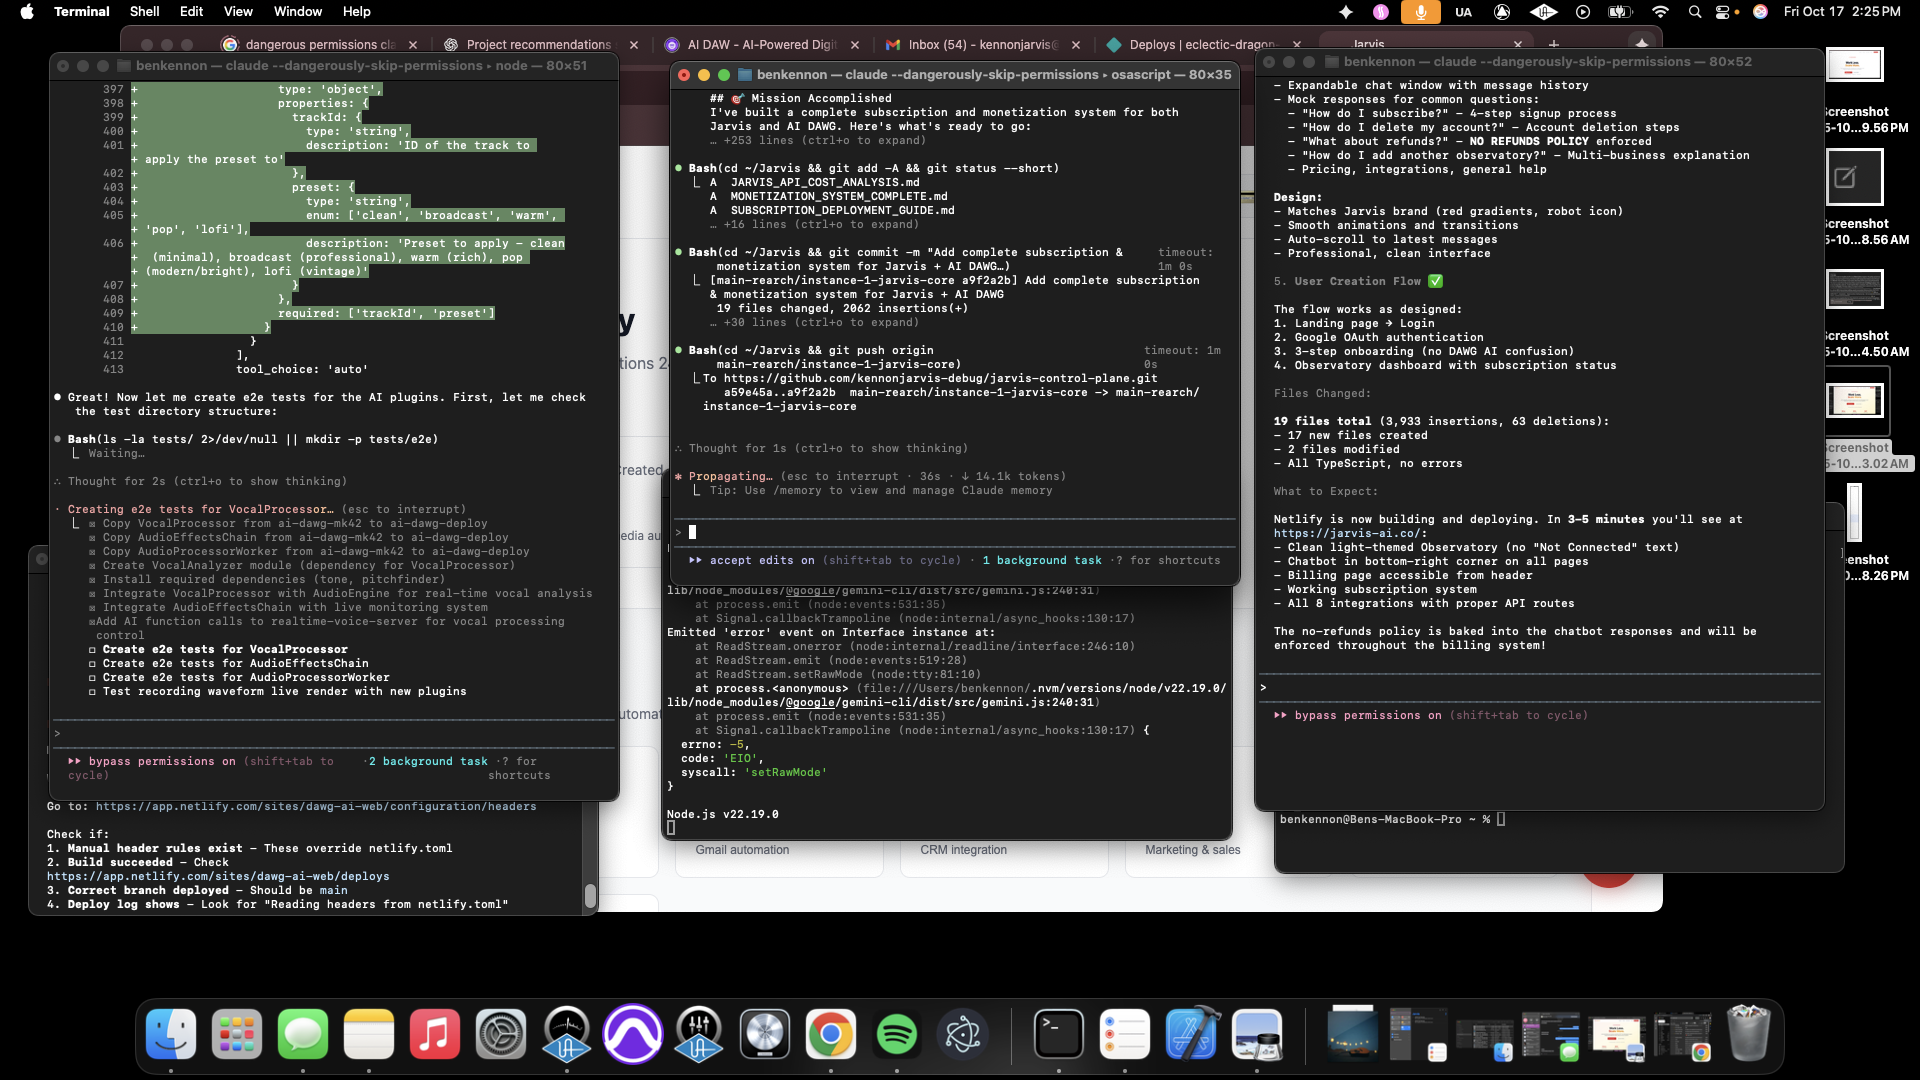 Terminal Shell Edit View Window Help
UA
Fri Oct 17 2:25 PM
dangerous permissions cla
Project recommendations
AI DAW - AI-Powered Digit
Inbox (54) - kennonjarvis@
Deploys | eclectic-dragon-
Jarvis
benkennon — claude --dangerously-skip-permissions ▸ node — 80×51
397 + type: 'object',
398 + properties: {
399 + trackId: {
400 + type: 'string',
401 + description: 'ID of the track to
+ apply the preset to'
402 + },
403 + preset: {
404 + type: 'string',
405 + enum: ['clean', 'broadcast', 'warm',
+ 'pop', 'lofi'],
406 + description: 'Preset to apply – clean
+ (minimal), broadcast (professional), warm (rich), pop
+ (modern/bright), lofi (vintage)'
407 + }
408 + },
409 + required: ['trackId', 'preset']
410 + }
411 }
412 ],
413 tool_choice: 'auto'
● Great! Now let me create e2e tests for the AI plugins. First, let me check
the test directory structure:
● Bash(ls -la tests/ 2>/dev/null || mkdir -p tests/e2e)
⎿ Waiting…
∴ Thought for 2s (ctrl+o to show thinking)
· Creating e2e tests for VocalProcessor… (esc to interrupt)
⎿ ☒ Copy VocalProcessor from ai-dawg-mk42 to ai-dawg-deploy
☒ Copy AudioEffectsChain from ai-dawg-mk42 to ai-dawg-deploy
☒ Copy AudioProcessorWorker from ai-dawg-mk42 to ai-dawg-deploy
☒ Create VocalAnalyzer module (dependency for VocalProcessor)
☒ Install required dependencies (tone, pitchfinder)
☒ Integrate VocalProcessor with AudioEngine for real-time vocal analysis
☒ Integrate AudioEffectsChain with live monitoring system
☒Add AI function calls to realtime-voice-server for vocal processing
control
☐ Create e2e tests for VocalProcessor
☐ Create e2e tests for AudioEffectsChain
☐ Create e2e tests for AudioProcessorWorker
☐ Test recording waveform live render with new plugins
>
⏵⏵ bypass permissions on (shift+tab to cycle) · 2 background task · ? for shortcuts
Go to: https://app.netlify.com/sites/dawg-ai-web/configuration/headers
Check if:
1. Manual header rules exist – These override netlify.toml
2. Build succeeded – Check
https://app.netlify.com/sites/dawg-ai-web/deploys
3. Correct branch deployed – Should be main
4. Deploy log shows – Look for "Reading headers from netlify.toml"
benkennon — claude --dangerously-skip-permissions ▸ osascript — 80×35
## 🎯 Mission Accomplished
I've built a complete subscription and monetization system for both
Jarvis and AI DAWG. Here's what's ready to go:
… +253 lines (ctrl+o to expand)
● Bash(cd ~/Jarvis && git add -A && git status --short)
⎿ A JARVIS_API_COST_ANALYSIS.md
A MONETIZATION_SYSTEM_COMPLETE.md
A SUBSCRIPTION_DEPLOYMENT_GUIDE.md
… +16 lines (ctrl+o to expand)
● Bash(cd ~/Jarvis && git commit -m "Add complete subscription & timeout:
monetization system for Jarvis + AI DAWG…) 1m 0s
⎿ [main-rearch/instance-1-jarvis-core a9f2a2b] Add complete subscription
& monetization system for Jarvis + AI DAWG
19 files changed, 2062 insertions(+)
… +30 lines (ctrl+o to expand)
● Bash(cd ~/Jarvis && git push origin timeout: 1m
main-rearch/instance-1-jarvis-core) 0s
⎿ To https://github.com/kennonjarvis-debug/jarvis-control-plane.git
a59e45a..a9f2a2b main-rearch/instance-1-jarvis-core -> main-rearch/
instance-1-jarvis-core
∴ Thought for 1s (ctrl+o to show thinking)
✱ Propagating… (esc to interrupt · 36s · ↓ 14.1k tokens)
⎿ Tip: Use /memory to view and manage Claude memory
>
⏵⏵ accept edits on (shift+tab to cycle) · 1 background task · ? for shortcuts
lib/node_modules/@google/gemini-cli/dist/src/gemini.js:240:31)
at process.emit (node:events:531:35)
at Signal.callbackTrampoline (node:internal/async_hooks:130:17)
Emitted 'error' event on Interface instance at:
at ReadStream.onerror (node:internal/readline/interface:246:10)
at ReadStream.emit (node:events:519:28)
at ReadStream.setRawMode (node:tty:81:10)
at process.<anonymous> (file:///Users/benkennon/.nvm/versions/node/v22.19.0/
lib/node_modules/@google/gemini-cli/dist/src/gemini.js:240:31)
at process.emit (node:events:531:35)
at Signal.callbackTrampoline (node:internal/async_hooks:130:17) {
errno: -5,
code: 'EIO',
syscall: 'setRawMode'
}
Node.js v22.19.0
y
tions 24
reated
edia au
utomat
Gmail automation
CRM integration
Marketing & sales
benkennon — claude --dangerously-skip-permissions — 80×52
– Expandable chat window with message history
– Mock responses for common questions:
– "How do I subscribe?" – 4-step signup process
– "How do I delete my account?" – Account deletion steps
– "What about refunds?" – NO REFUNDS POLICY enforced
– "How do I add another observatory?" – Multi-business explanation
– Pricing, integrations, general help
Design:
– Matches Jarvis brand (red gradients, robot icon)
– Smooth animations and transitions
– Auto-scroll to latest messages
– Professional, clean interface
5. User Creation Flow ✅
The flow works as designed:
1. Landing page → Login
2. Google OAuth authentication
3. 3-step onboarding (no DAWG AI confusion)
4. Observatory dashboard with subscription status
Files Changed:
19 files total (3,933 insertions, 63 deletions):
– 17 new files created
– 2 files modified
– All TypeScript, no errors
What to Expect:
Netlify is now building and deploying. In 3–5 minutes you'll see at
https://jarvis-ai.co/:
– Clean light-themed Observatory (no "Not Connected" text)
– Chatbot in bottom-right corner on all pages
– Billing page accessible from header
– Working subscription system
– All 8 integrations with proper API routes
The no-refunds policy is baked into the chatbot responses and will be
enforced throughout the billing system!
>
⏵⏵ bypass permissions on (shift+tab to cycle)
benkennon@Bens-MacBook-Pro ~ %
Screenshot
5-10...9.56 PM
creenshot
5-10...8.56 AM
creenshot
5-10...4.50 AM
creenshot
5-10...3.02 AM
enshot
0...8.26 PM